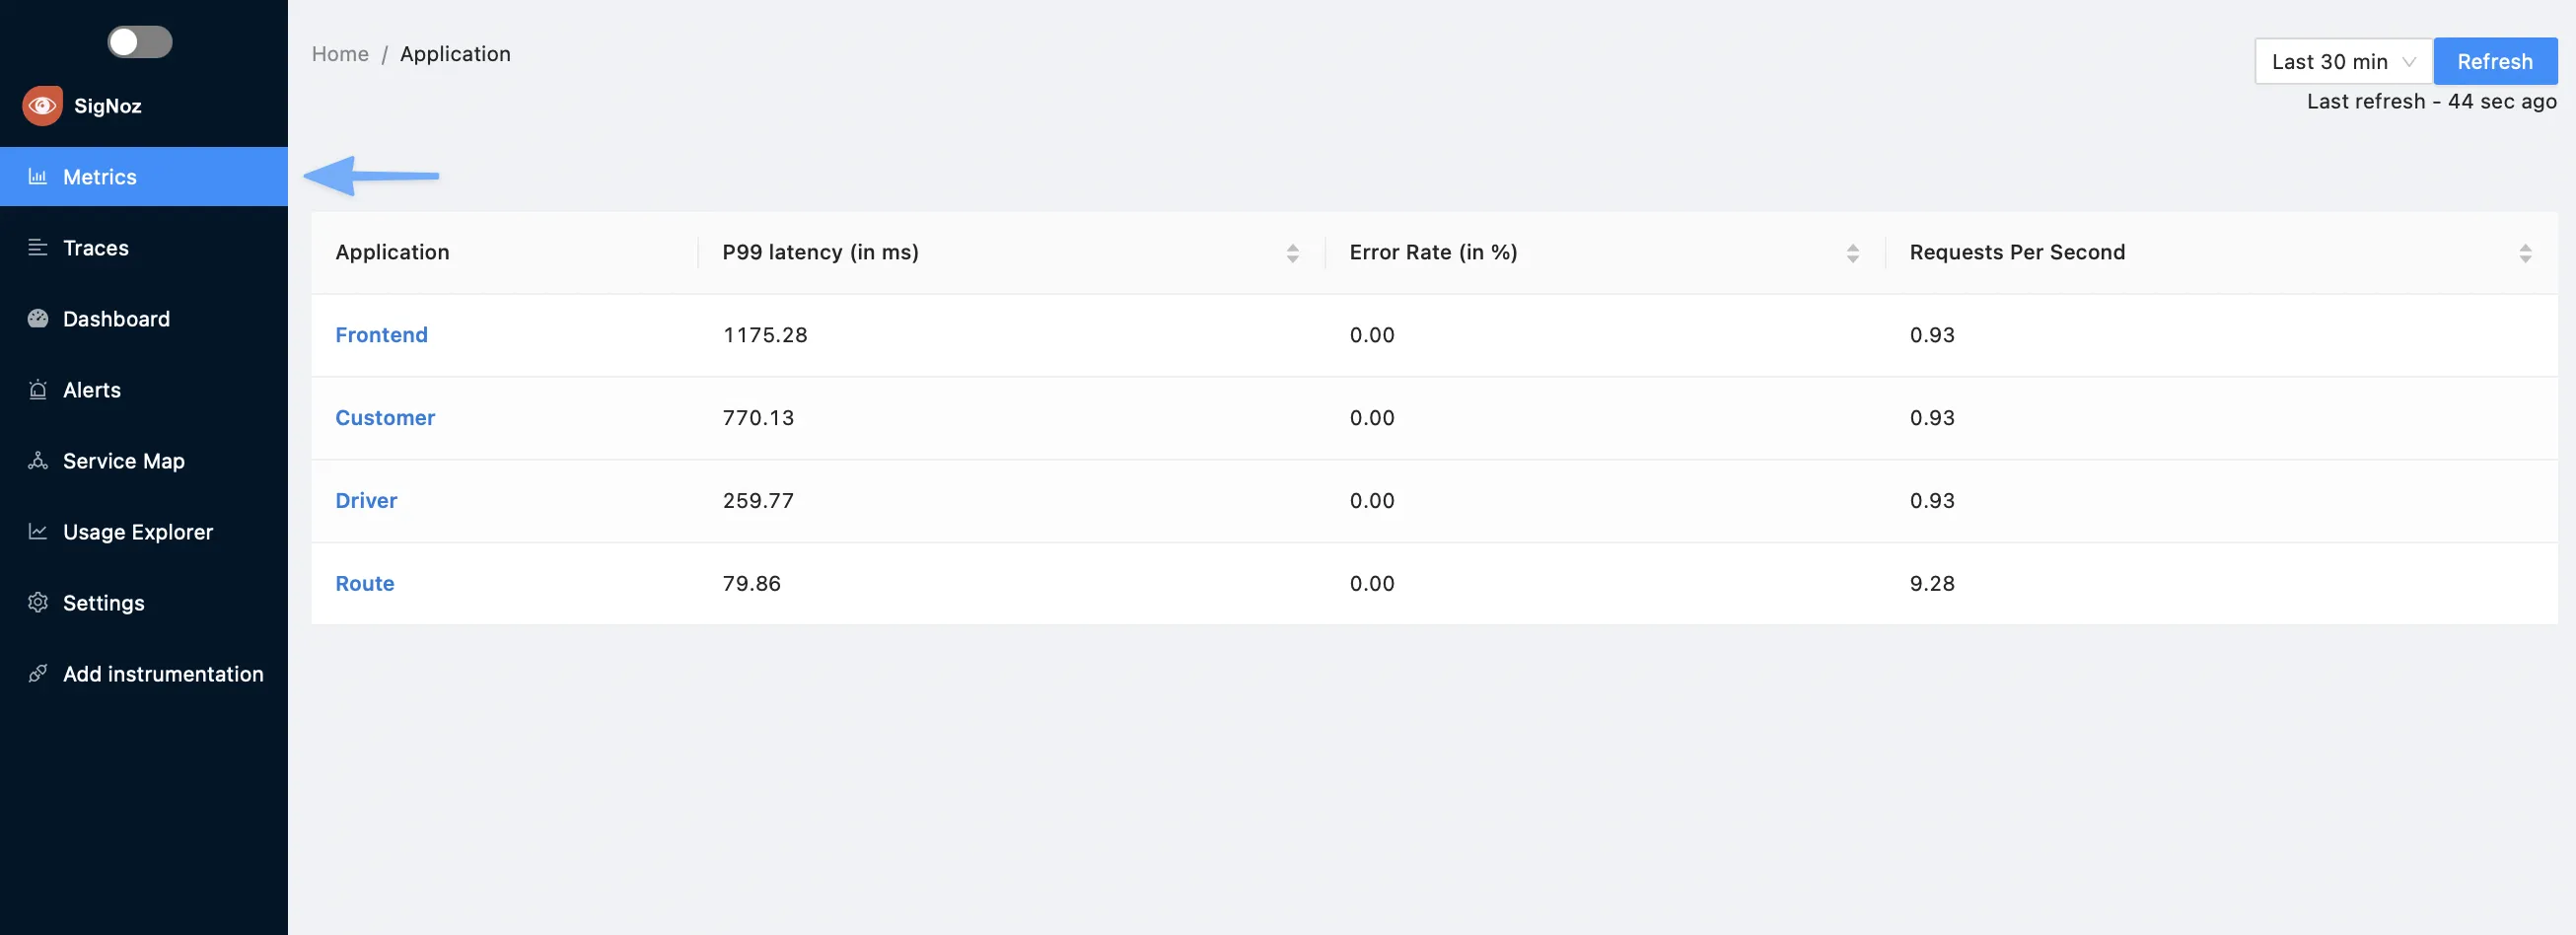 SigNoz
Metrics
Traces
Dashboard
Alerts
Service Map
Usage Explorer
Settings
Add instrumentation
Home / Application
Last 30 min
Refresh
Last refresh - 44 sec ago
Application P99 latency (in ms) Error Rate (in %) Requests Per Second
Frontend 1175.28 0.00 0.93
Customer 770.13 0.00 0.93
Driver 259.77 0.00 0.93
Route 79.86 0.00 9.28